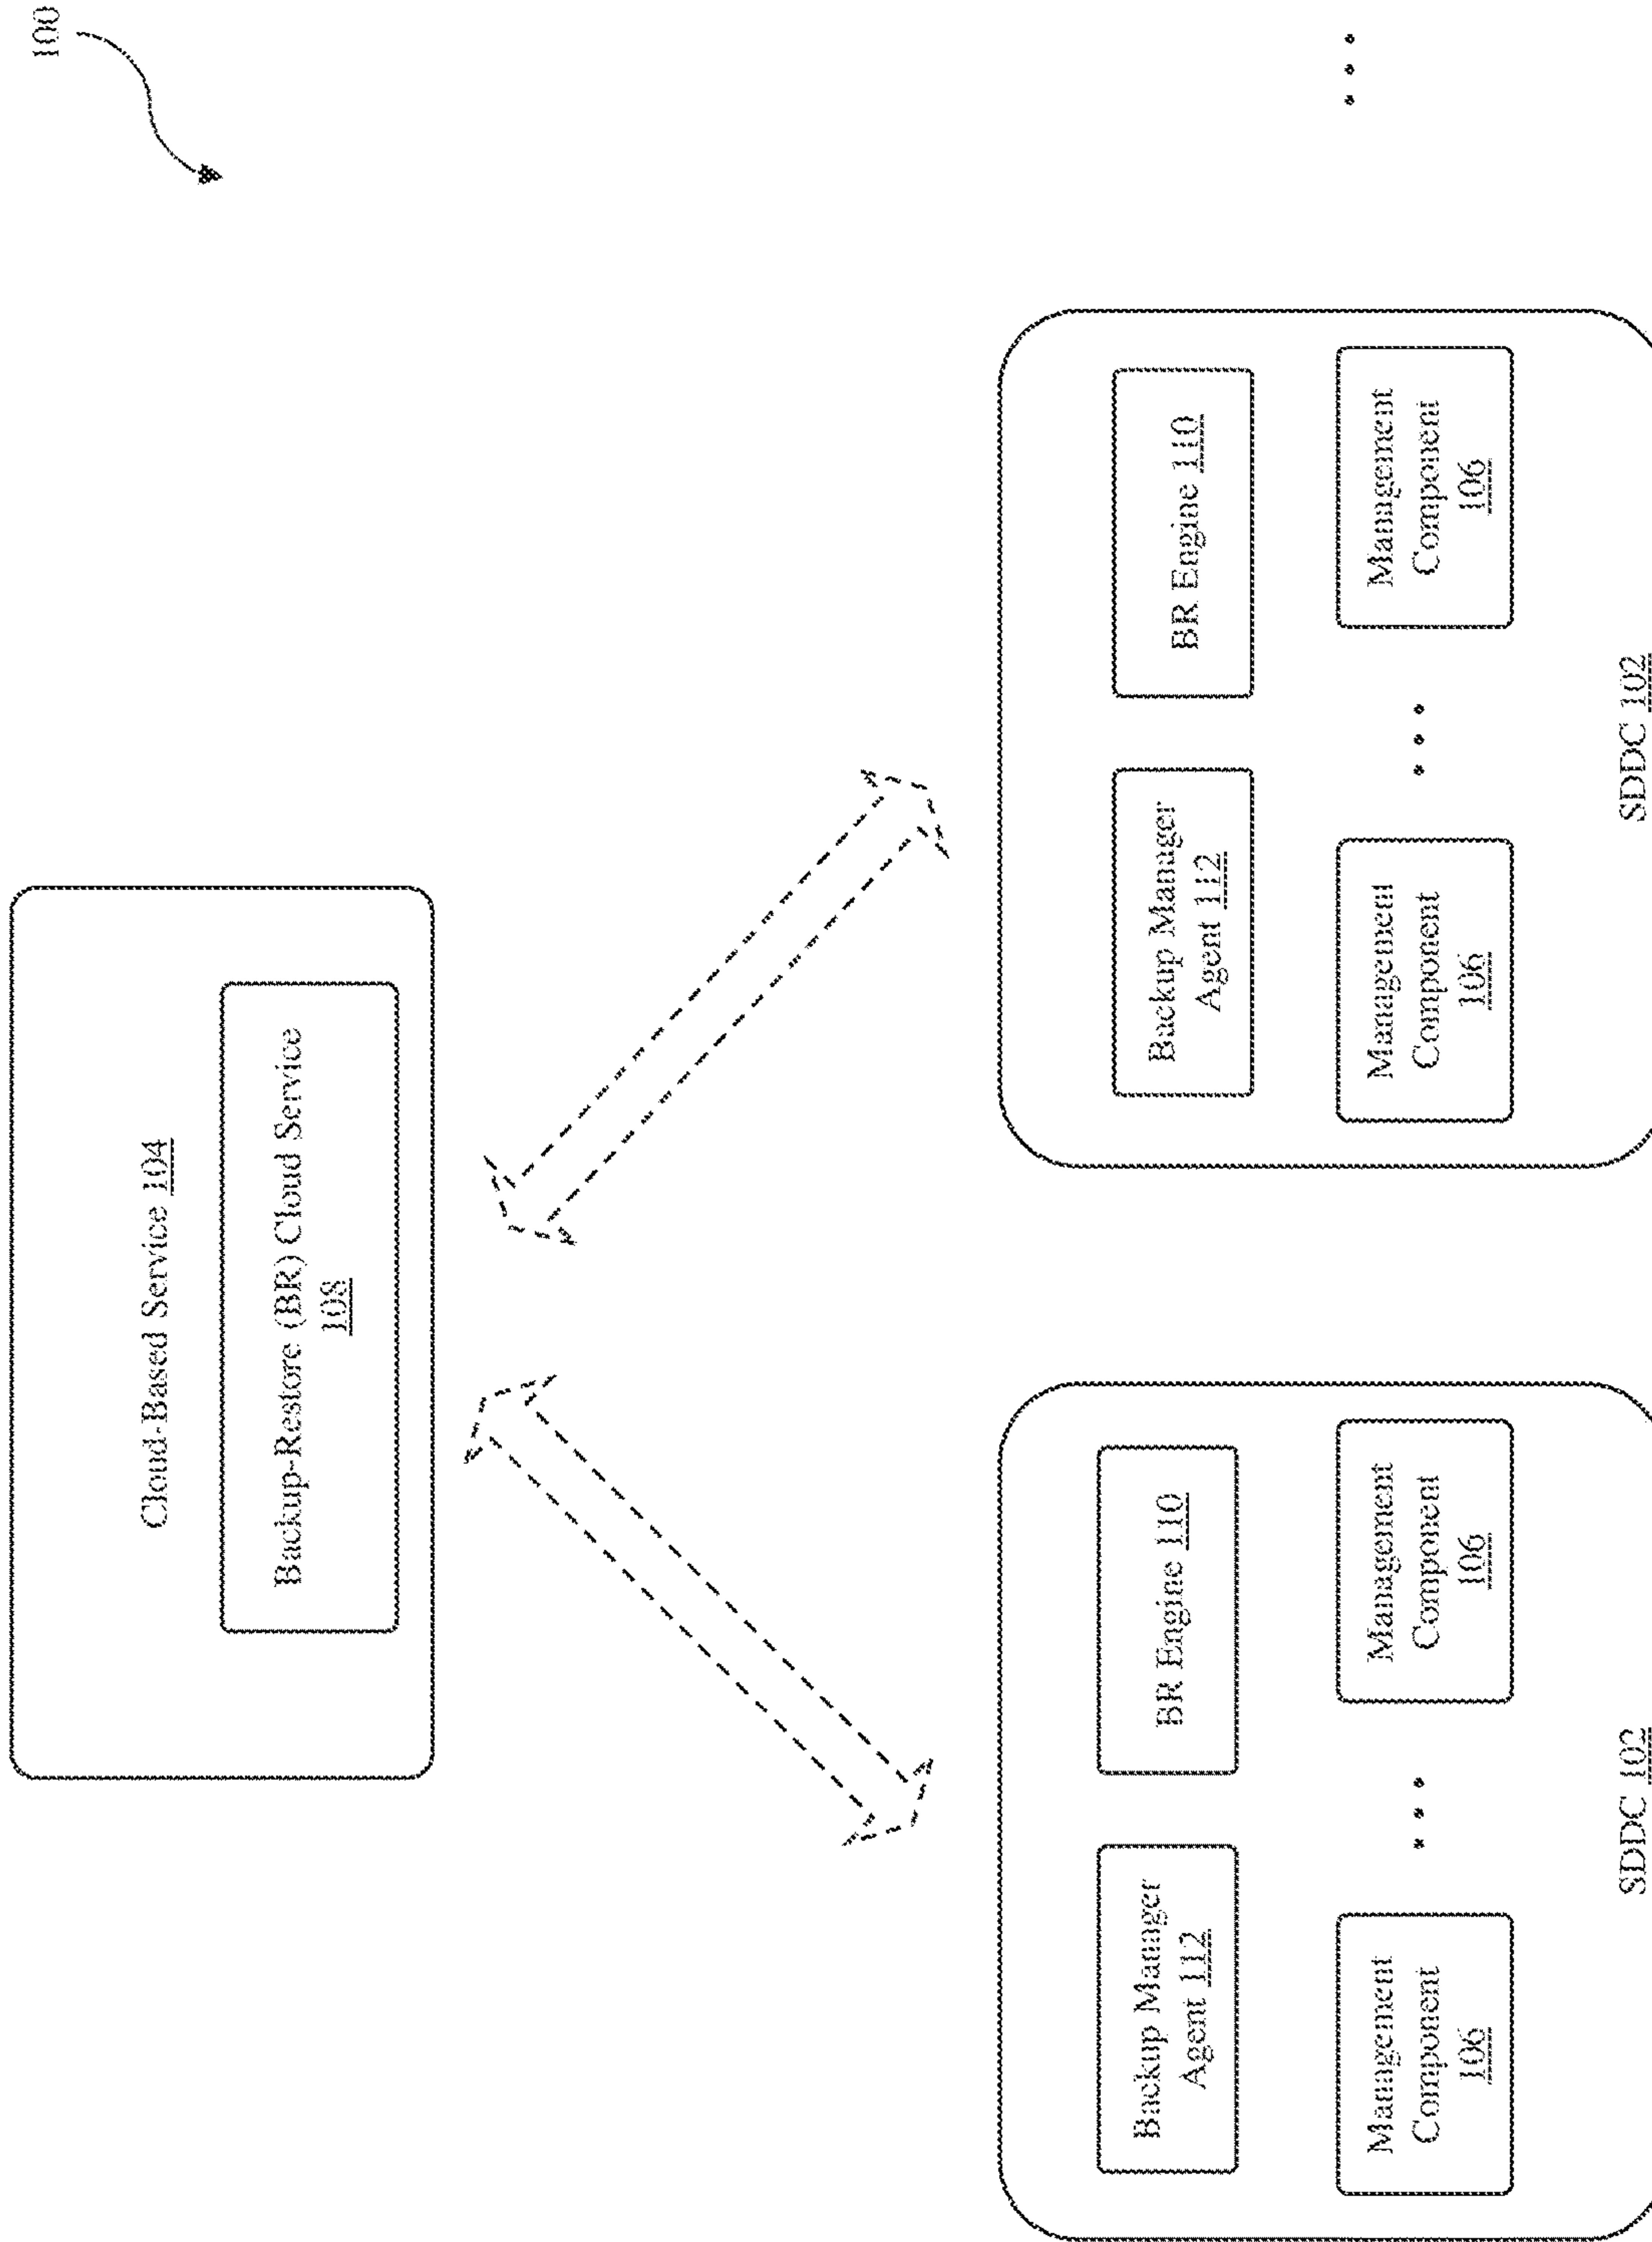 100
Cloud-Based Service 104
Backup-Restore (BR) Cloud Service
108
Backup Manager
Agent 112
BR Engine 110
Management
Component
106
Management
Component
106
SDDC 102
Backup Manager
Agent 112
BR Engine 110
Management
Component
106
Management
Component
106
SDDC 102